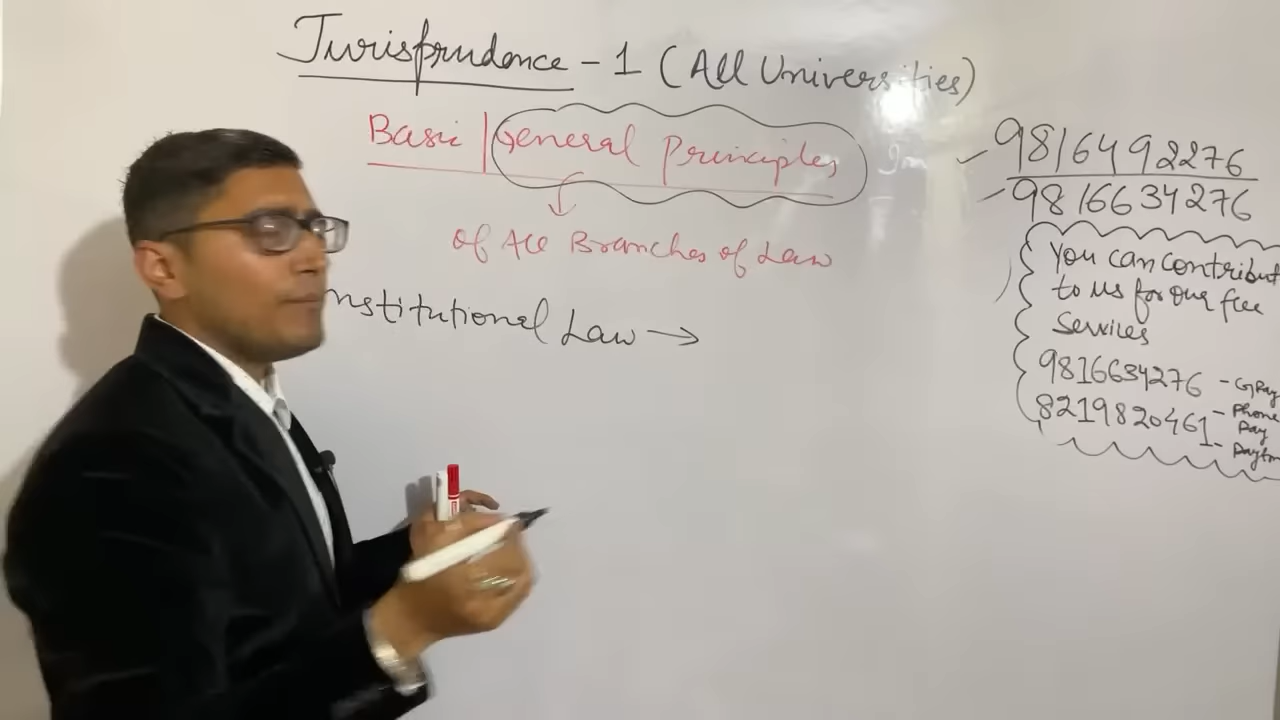 Jurisprudence - 1 (All Universities)
Basic | General Principles
of All Branches of Law
nstitutional Law →
9816492276
9816634276
You can contribut
to us for our free
Services
9816634276 - GPay
8219820461 - Phone
Pay
- Paytm